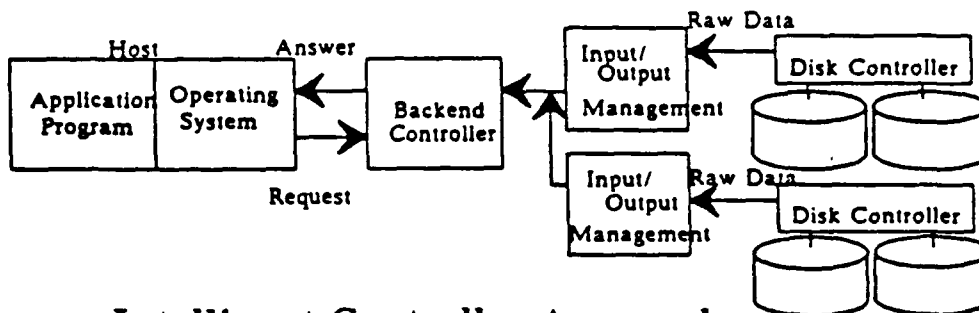 Host
Answer
Application
Program
Operating
System
Request
Backend
Controller
Input/
Output
Management
Raw Data
Disk Controller
Input/
Output
Management
Raw Data
Disk Controller